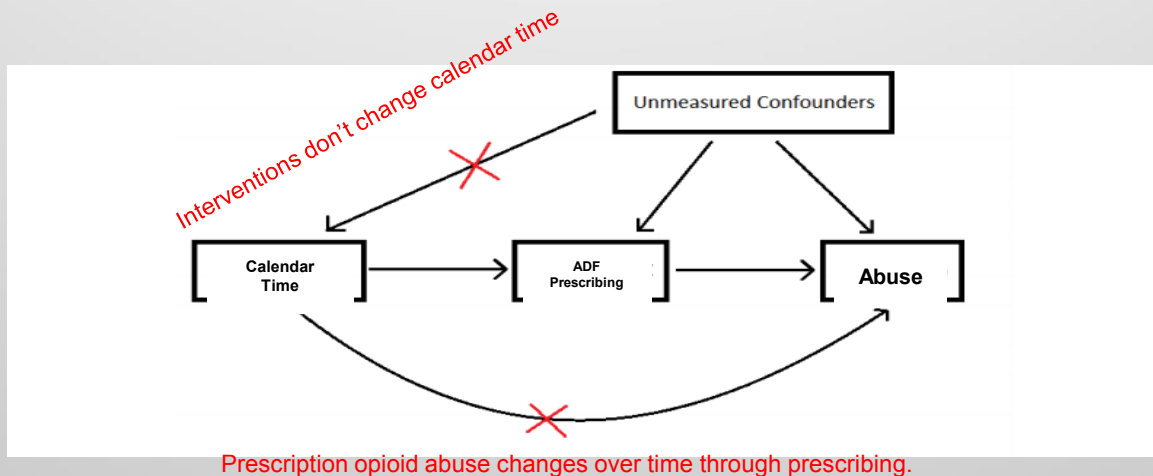 Interventions don't change calendar time
Unmeasured Confounders
Calendar
Time
ADF
Prescribing
Abuse
Prescription opioid abuse changes over time through prescribing.